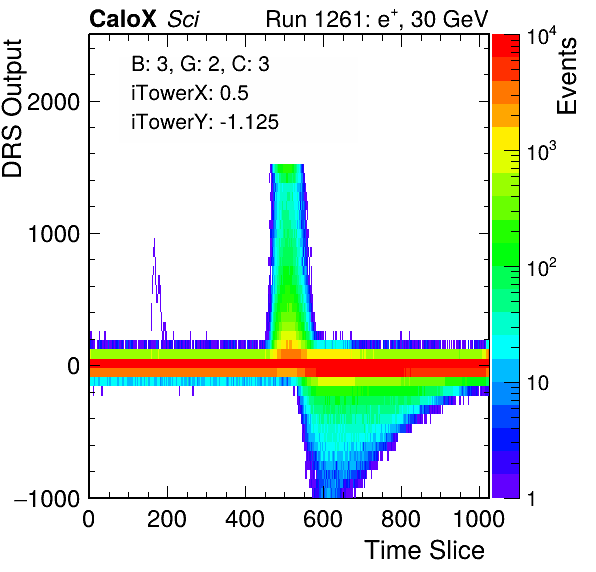 CaloX Sci
Run 1261: e⁺, 30 GeV
B: 3, G: 2, C: 3
iTowerX: 0.5
iTowerY: -1.125
DRS Output
2000
1000
0
−1000
0
200
400
600
800
1000
Time Slice
Events
10⁴
10³
10²
10
1